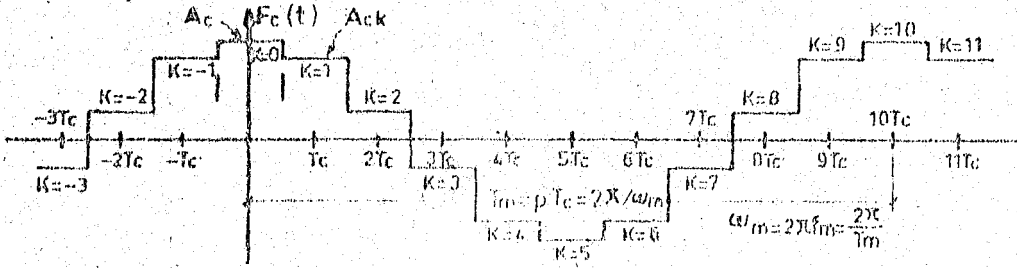 Ac Fc(t) Ack
K=-1 K=0 K=1 K=9 K=10 K=11
K=-2 K=2 K=8
-3Tc 7Tc 10Tc
-2Tc -Tc Tc 2Tc 3Tc 4Tc 5Tc 6Tc 8Tc 9Tc 11Tc
K=-3 K=3 K=7
Tm=pTc=2π/ωm
K=4 K=6 ωm=2πfm=2π/Tm
K=5